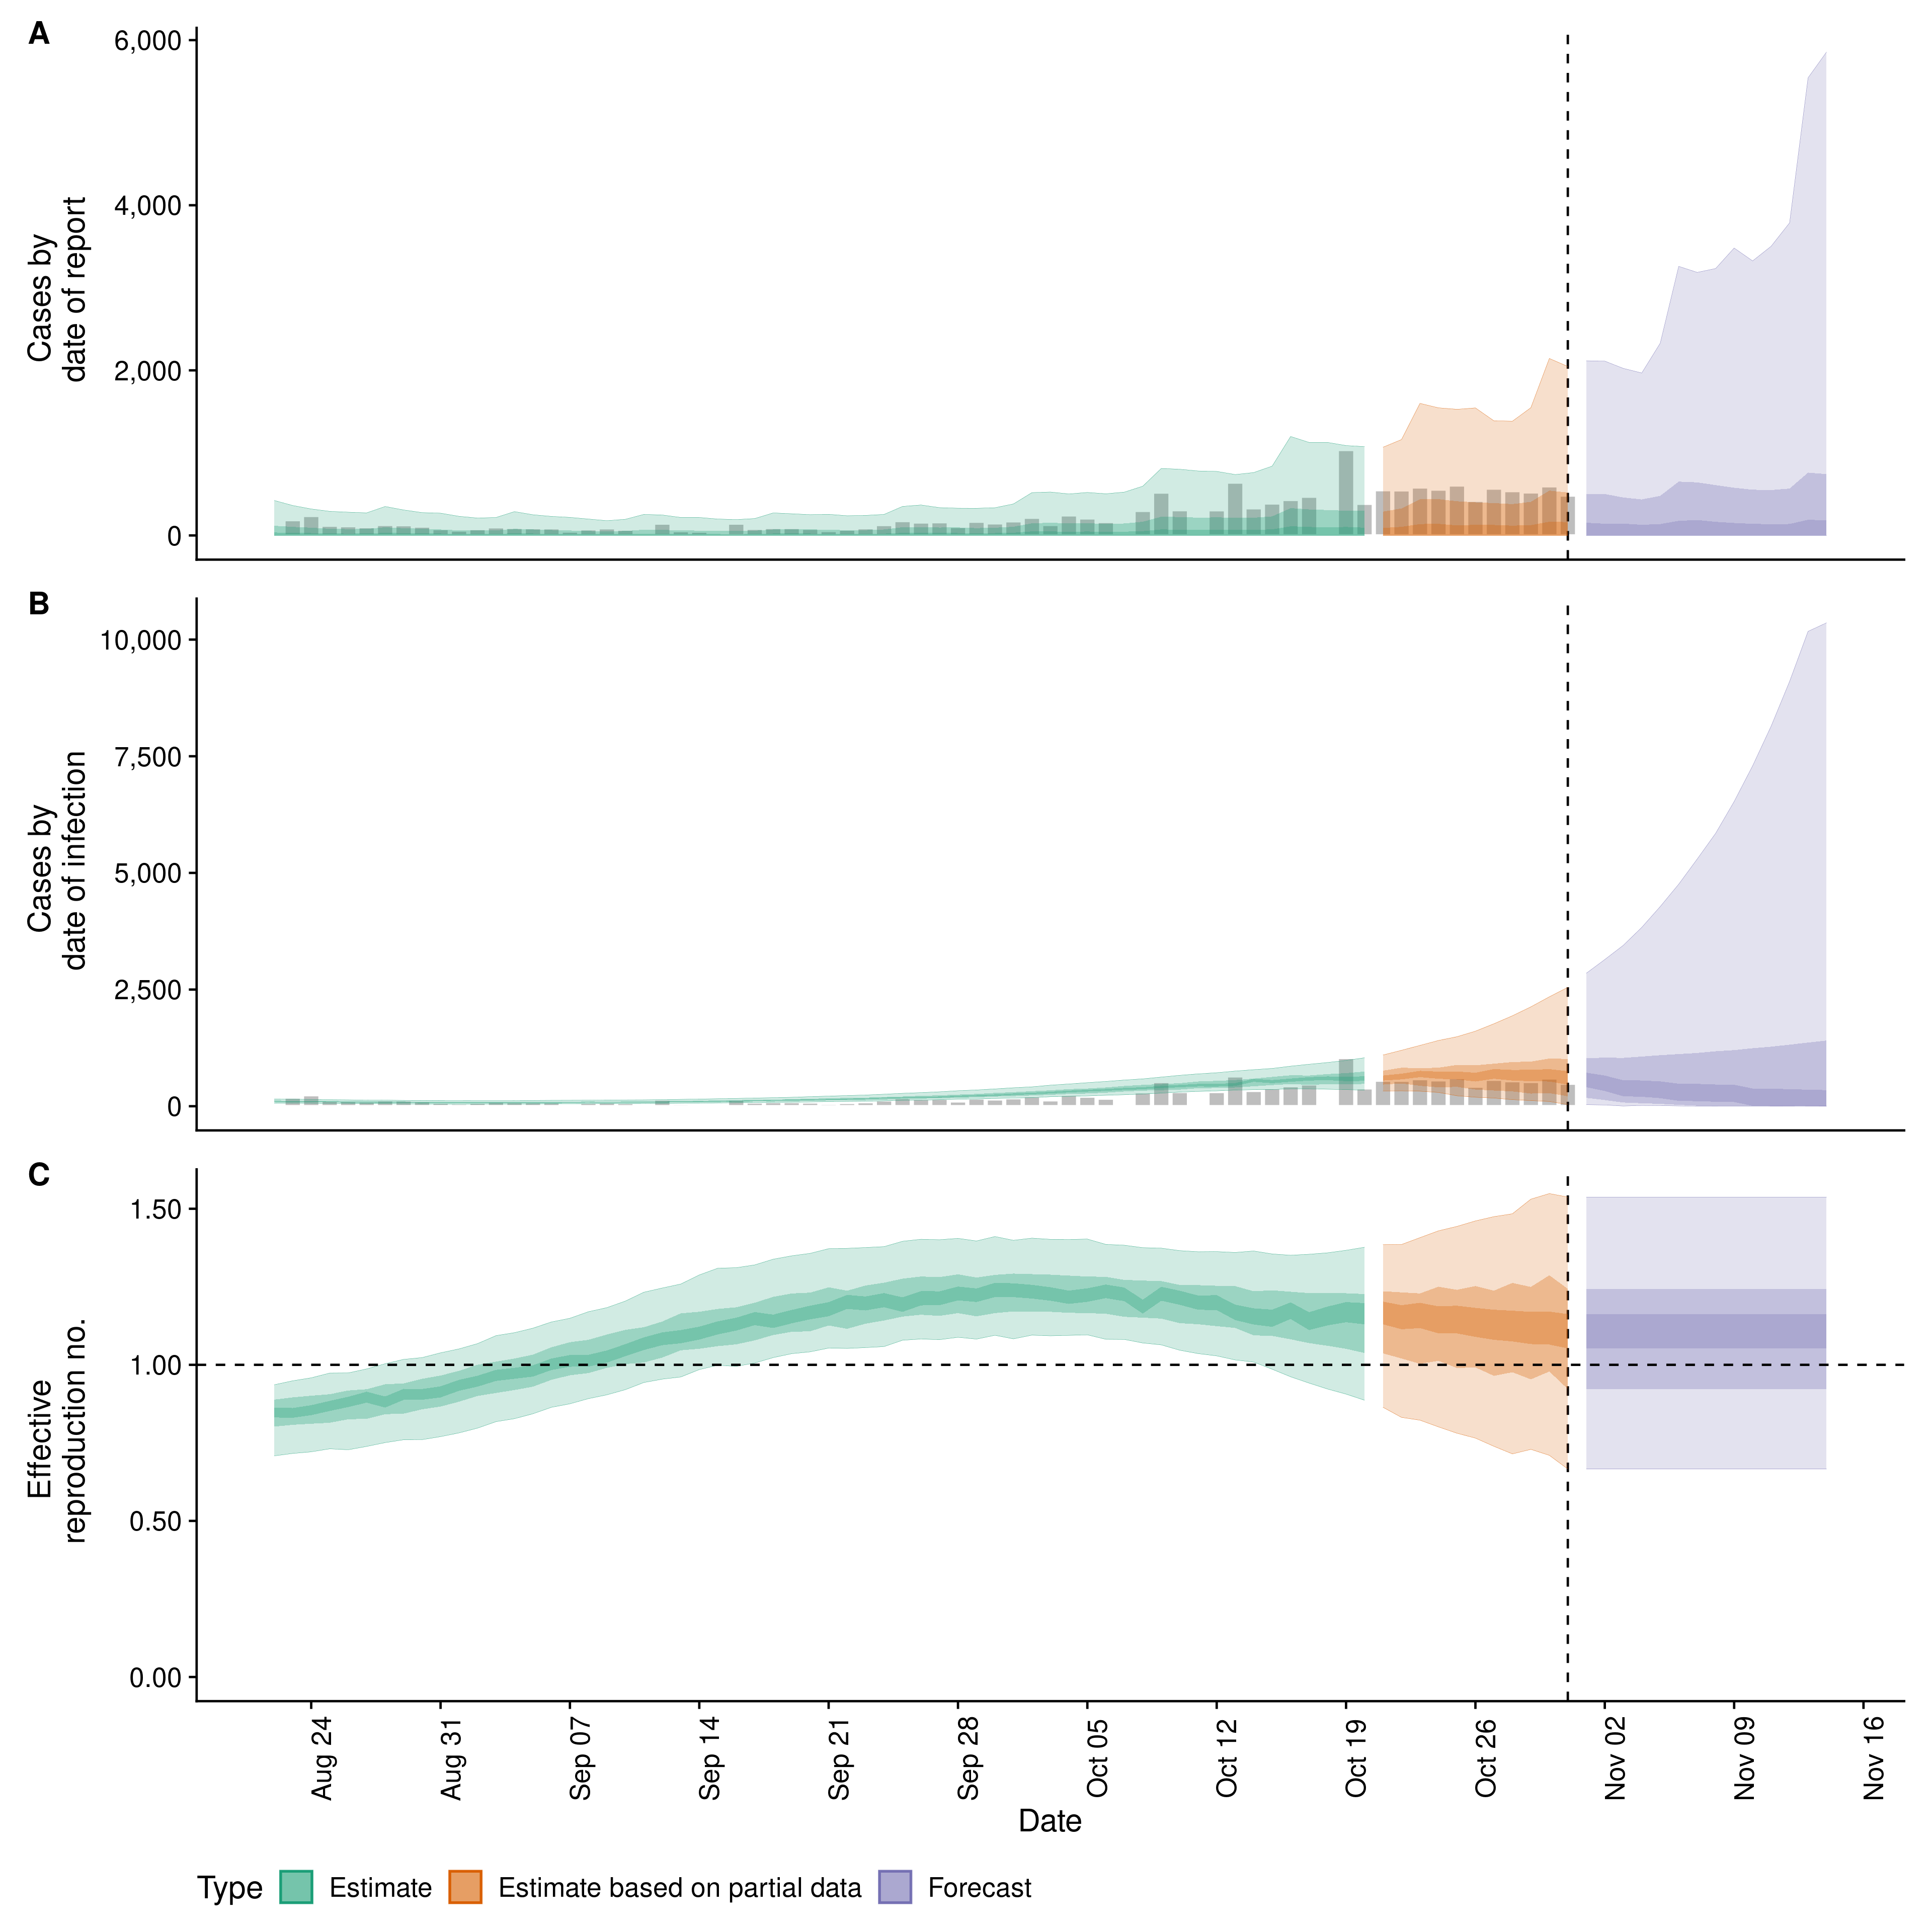 A
6,000
4,000
2,000
0
Cases by
date of report
B
10,000
7,500
5,000
2,500
0
Cases by
date of infection
C
1.50
1.00
0.50
0.00
Effective
reproduction no.
Aug 24
Aug 31
Sep 07
Sep 14
Sep 21
Sep 28
Oct 05
Oct 12
Oct 19
Oct 26
Nov 02
Nov 09
Nov 16
Date
Type Estimate Estimate based on partial data Forecast